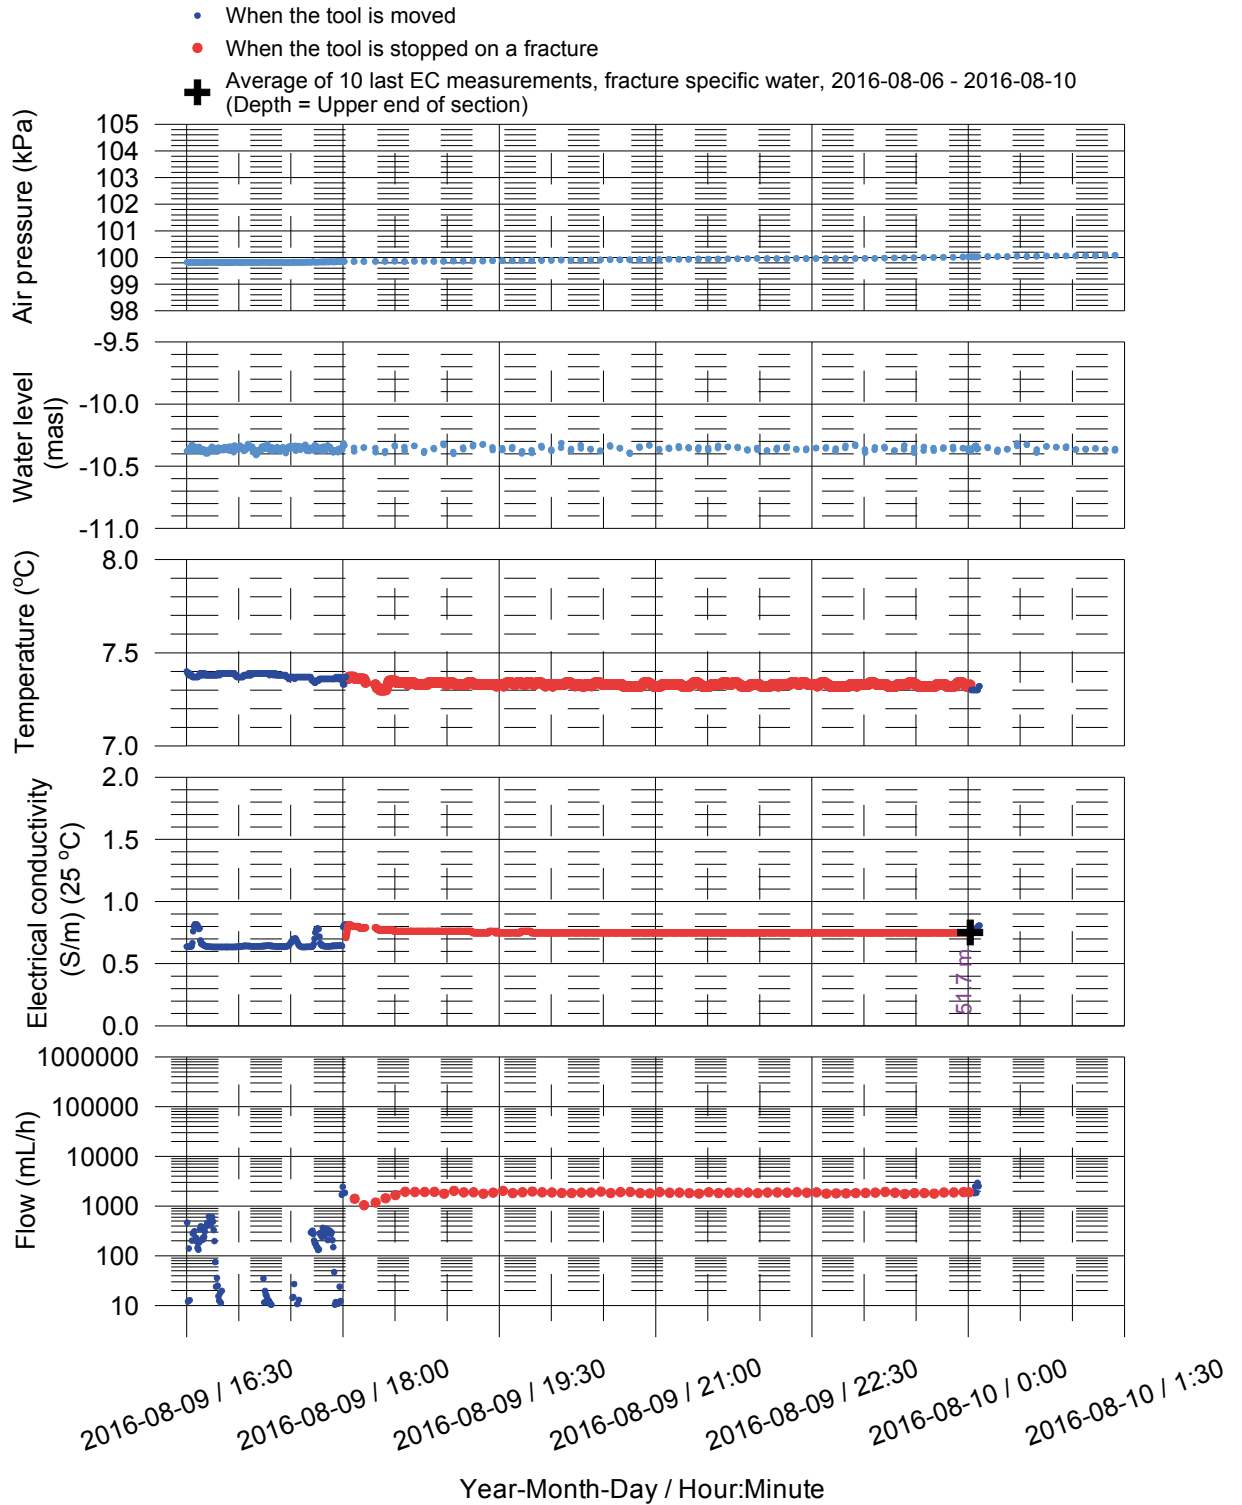 When the tool is moved
When the tool is stopped on a fracture
Average of 10 last EC measurements, fracture specific water, 2016-08-06 - 2016-08-10
(Depth = Upper end of section)
Air pressure (kPa)
105
104
103
102
101
100
99
98
Water level
(masl)
-9.5
-10.0
-10.5
-11.0
Temperature (°C)
8.0
7.5
7.0
Electrical conductivity
(S/m) (25 °C)
2.0
1.5
1.0
0.5
0.0
51.7 m
Flow (mL/h)
1000000
100000
10000
1000
100
10
2016-08-09 / 16:30
2016-08-09 / 18:00
2016-08-09 / 19:30
2016-08-09 / 21:00
2016-08-09 / 22:30
2016-08-10 / 0:00
2016-08-10 / 1:30
Year-Month-Day / Hour:Minute